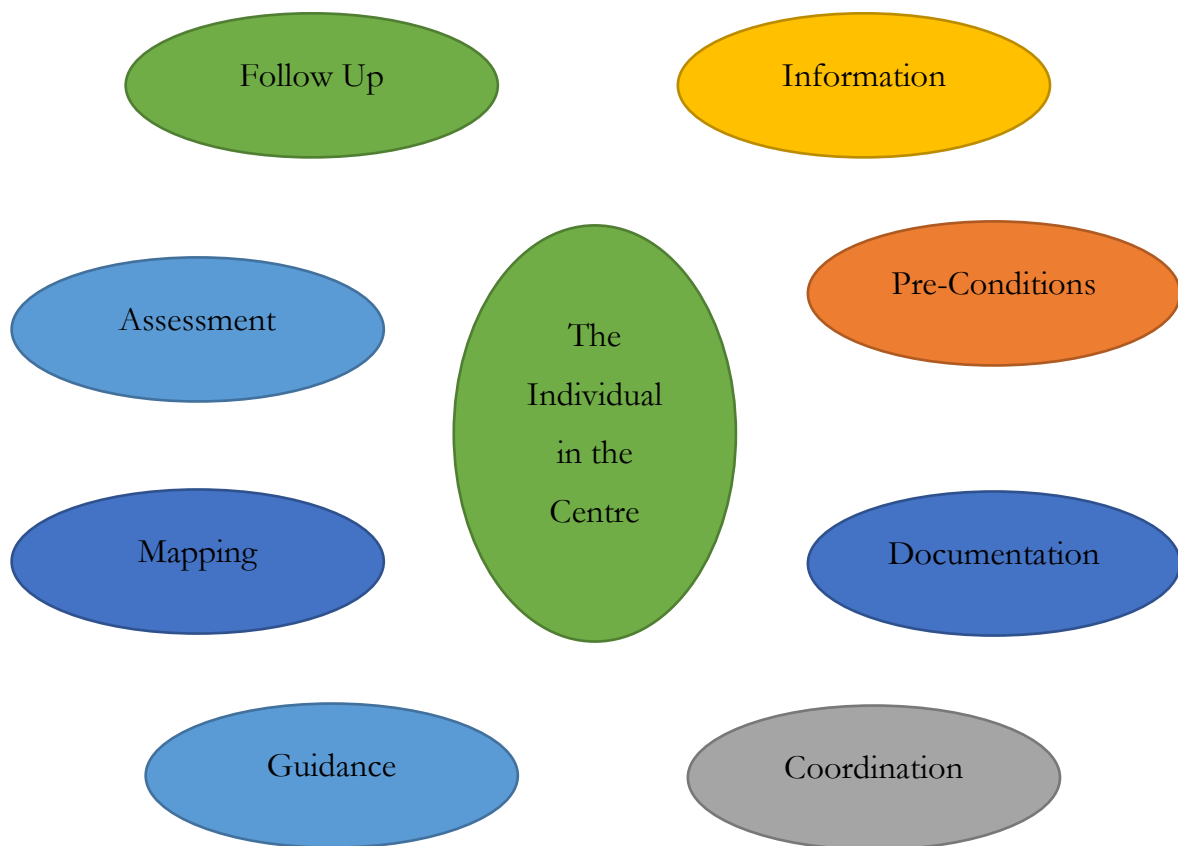 Follow Up
Information
Pre-Conditions
Assessment
The
Individual
in the
Centre
Mapping
Documentation
Guidance
Coordination